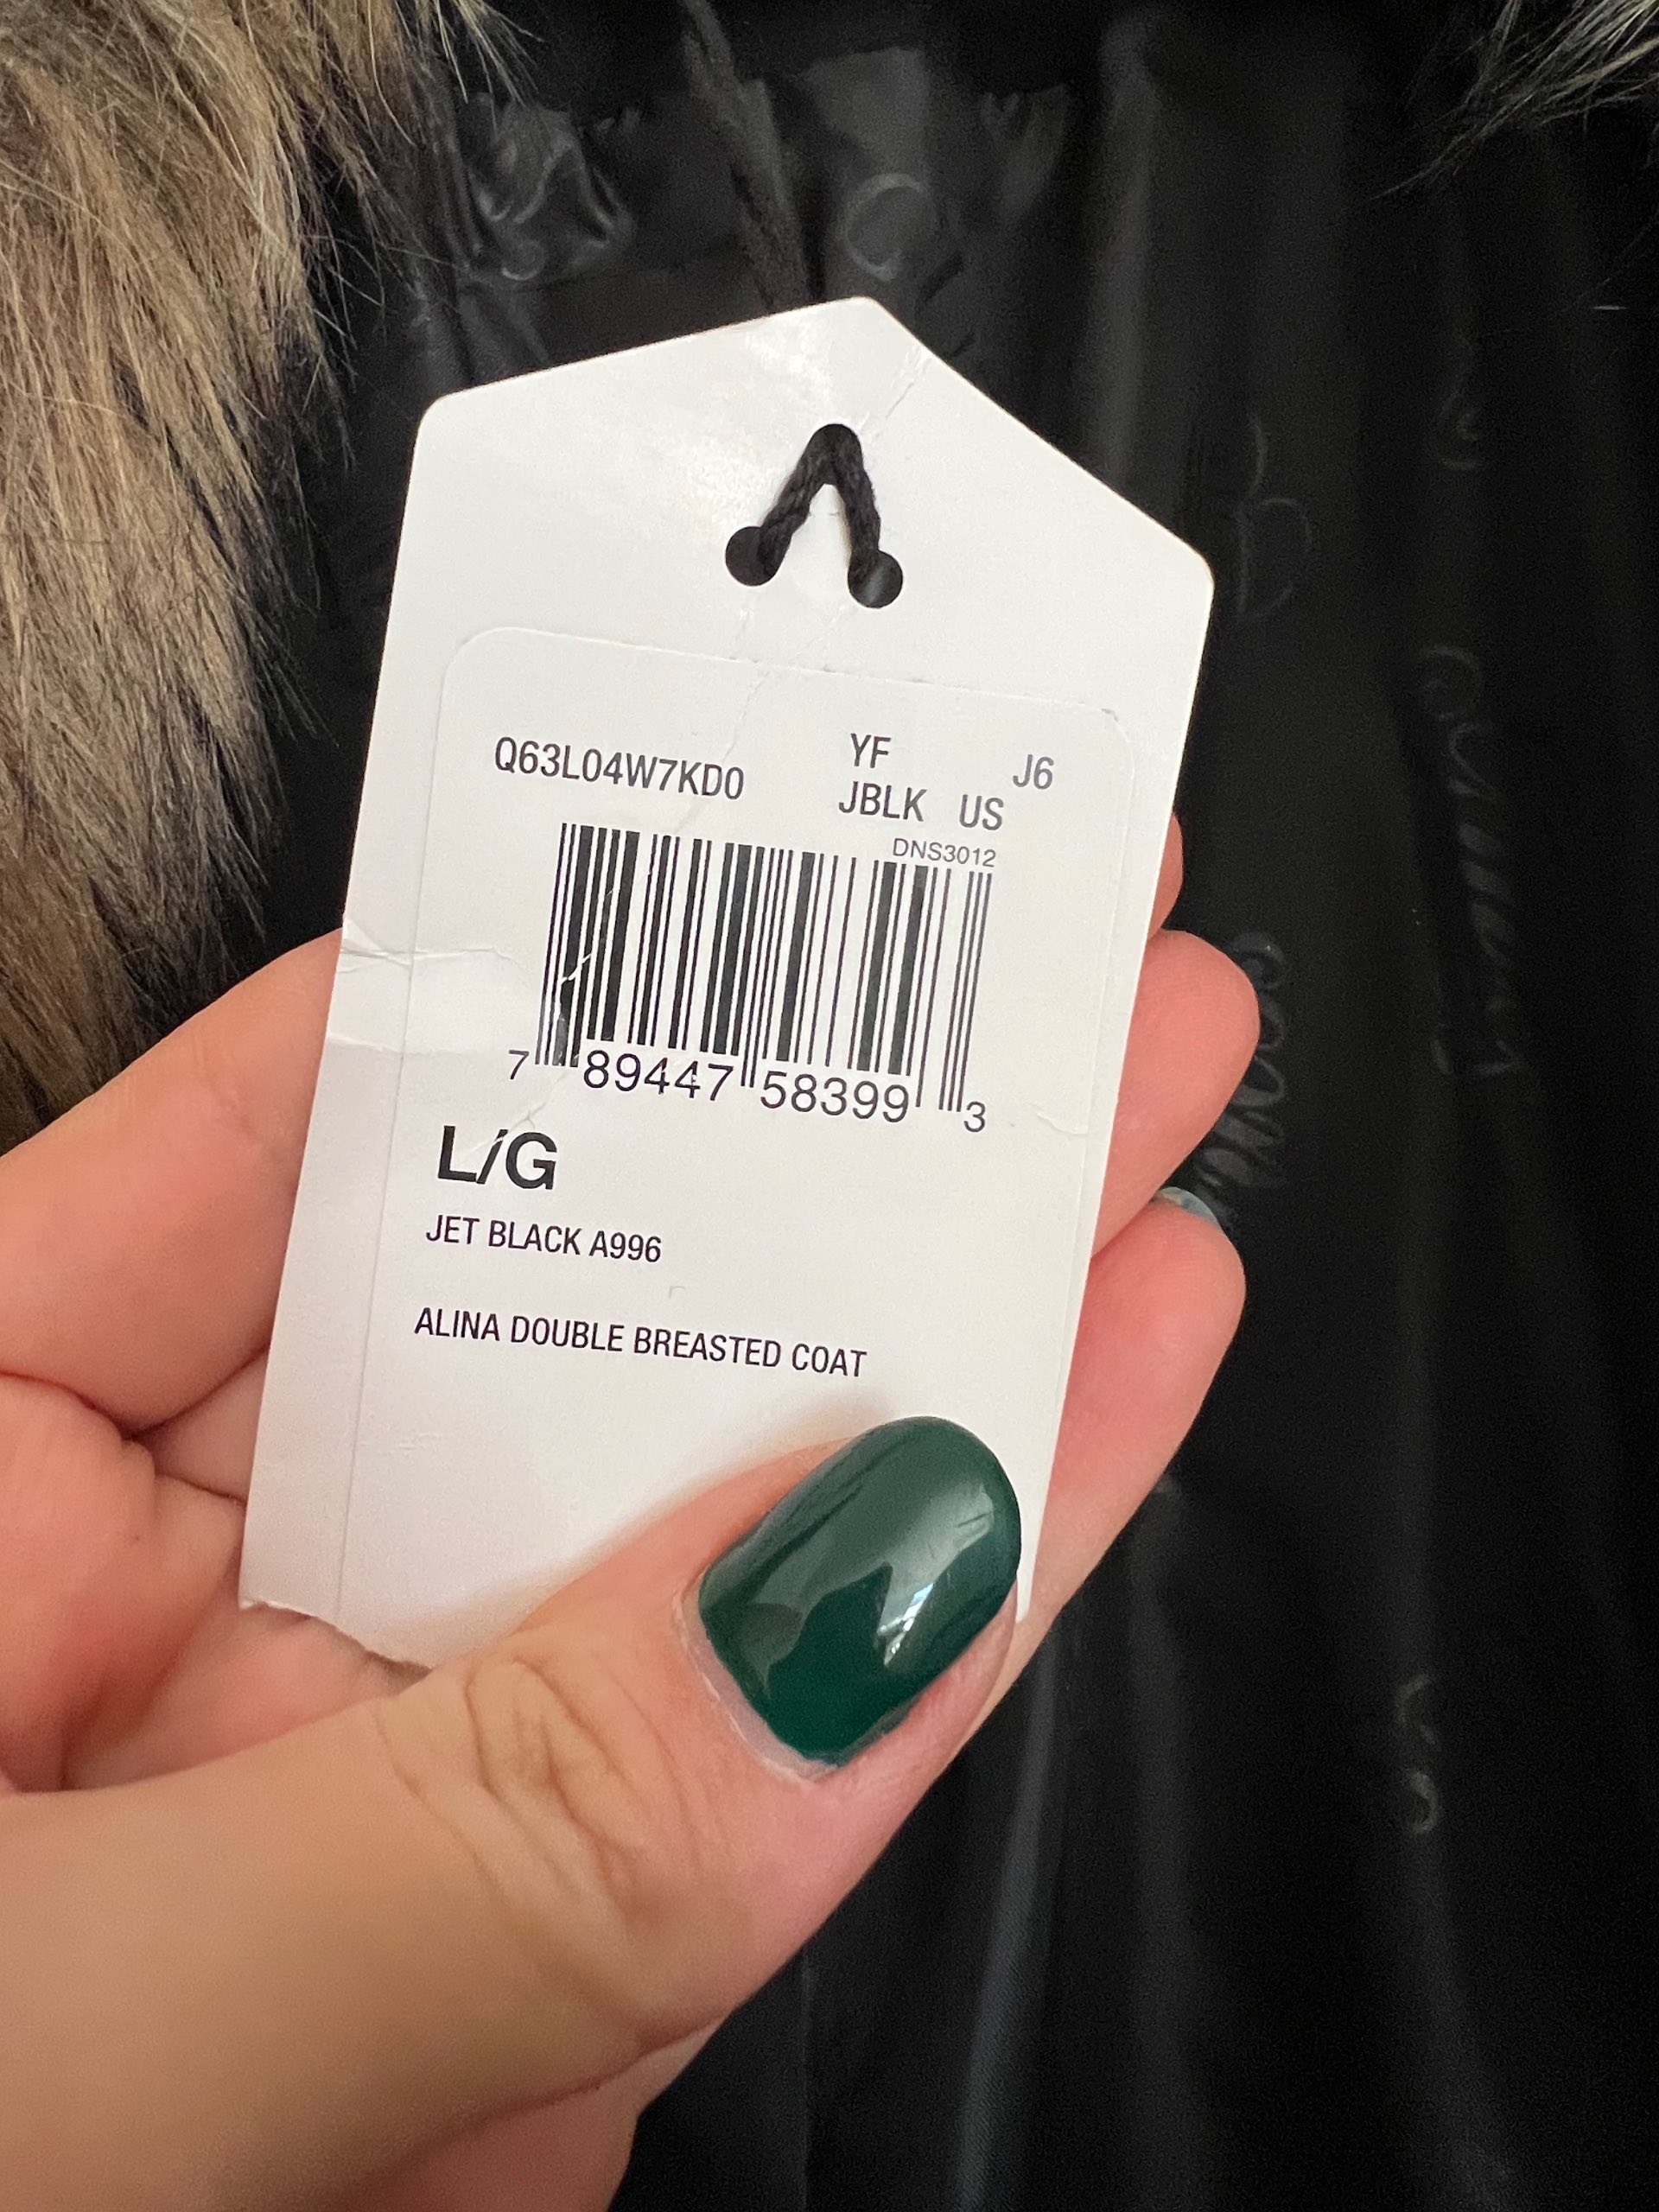 Q63L04W7KD0 YF J6
JBLK US
DNS3012
7 89447 58399 3
L/G
JET BLACK A996
ALINA DOUBLE BREASTED COAT